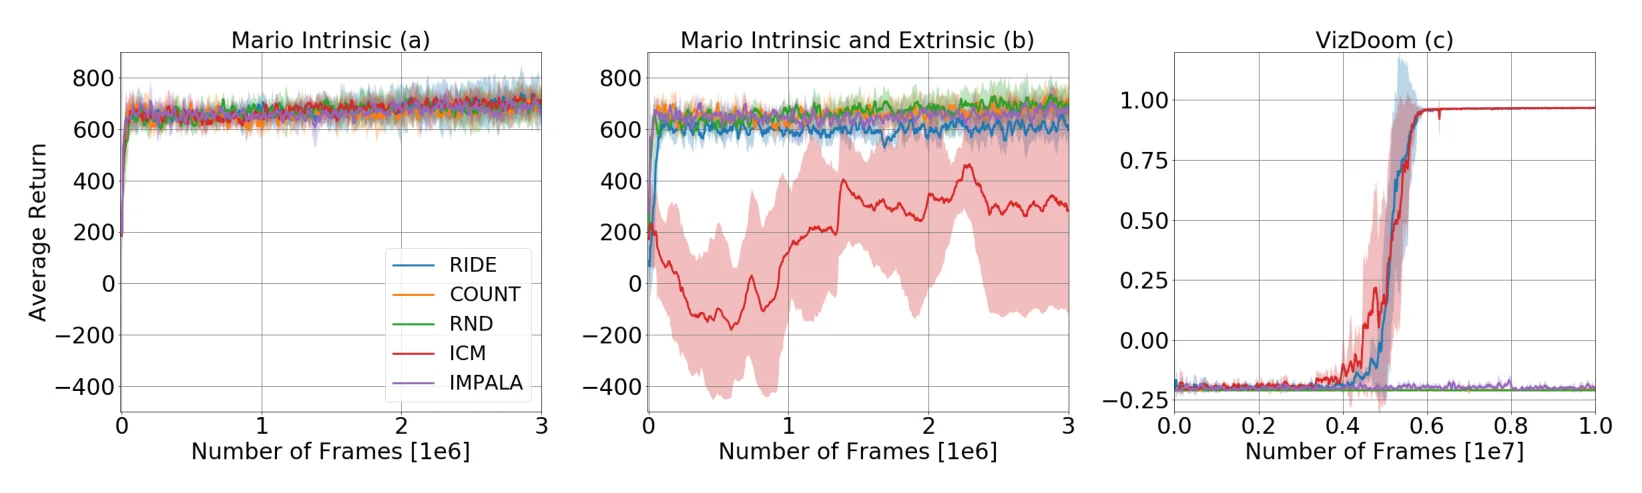 Mario Intrinsic (a)
Average Return
800
600
400
200
0
−200
−400
0 1 2 3
Number of Frames [1e6]
RIDE
COUNT
RND
ICM
IMPALA
Mario Intrinsic and Extrinsic (b)
800
600
400
200
0
−200
−400
0 1 2 3
Number of Frames [1e6]
VizDoom (c)
1.00
0.75
0.50
0.25
0.00
−0.25
0.0 0.2 0.4 0.6 0.8 1.0
Number of Frames [1e7]